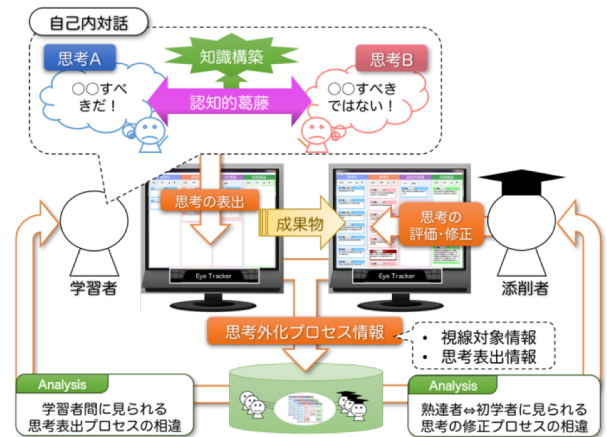 自己内対話
思考A
知識構築
思考B
○○すべ
きだ！
認知的葛藤
○○すべき
ではない！
思考の表出
成果物
思考の
評価・修正
Eye Tracker
Eye Tracker
学習者
添削者
思考外化プロセス情報
• 視線対象情報
• 思考表出情報
Analysis
学習者間に見られる
思考表出プロセスの相違
Analysis
熟達者⇔初学者に見られる
思考の修正プロセスの相違